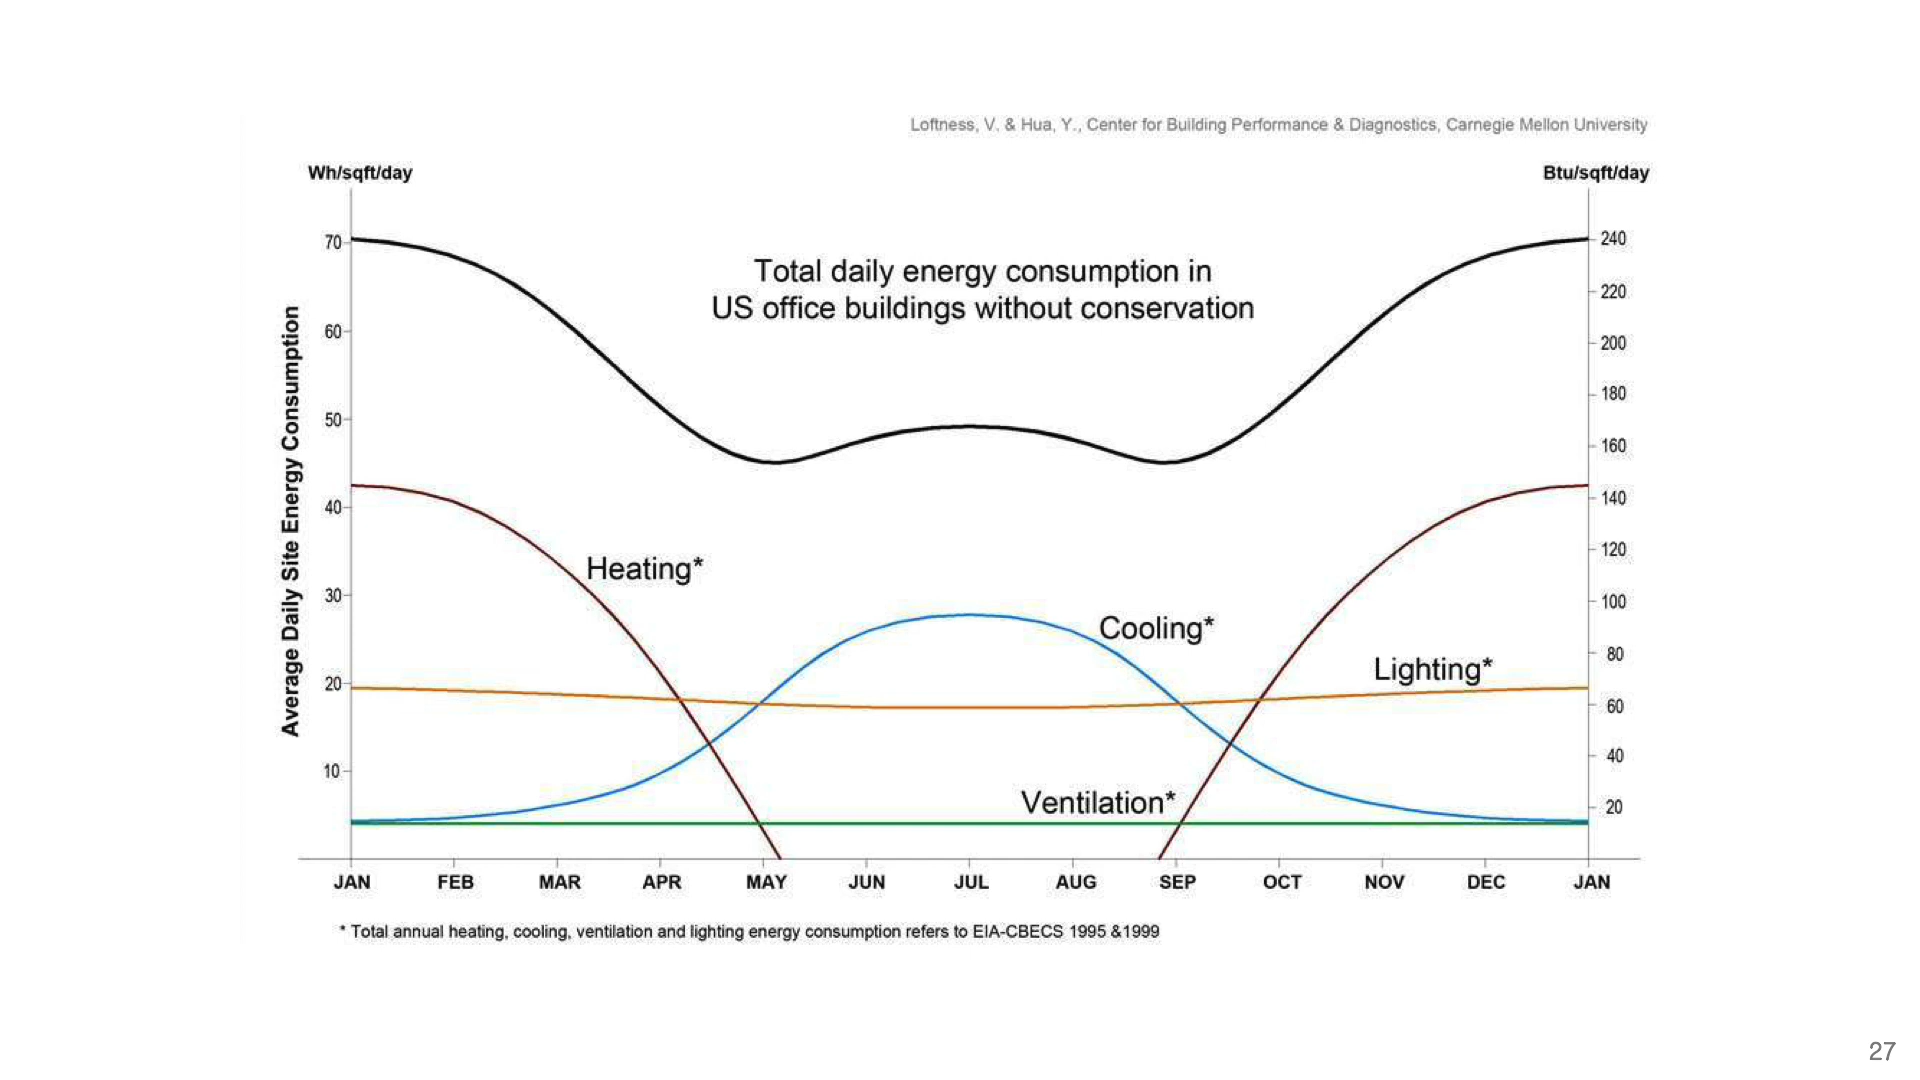 Loftness, V. & Hua, Y., Center for Building Performance & Diagnostics, Carnegie Mellon University
Wh/sqft/day
Btu/sqft/day
Average Daily Site Energy Consumption
70
60
50
40
30
20
10
Total daily energy consumption in
US office buildings without conservation
Heating*
Cooling*
Lighting*
Ventilation*
240
220
200
180
160
140
120
100
80
60
40
20
JAN FEB MAR APR MAY JUN JUL AUG SEP OCT NOV DEC JAN
* Total annual heating, cooling, ventilation and lighting energy consumption refers to EIA-CBECS 1995 &1999
27